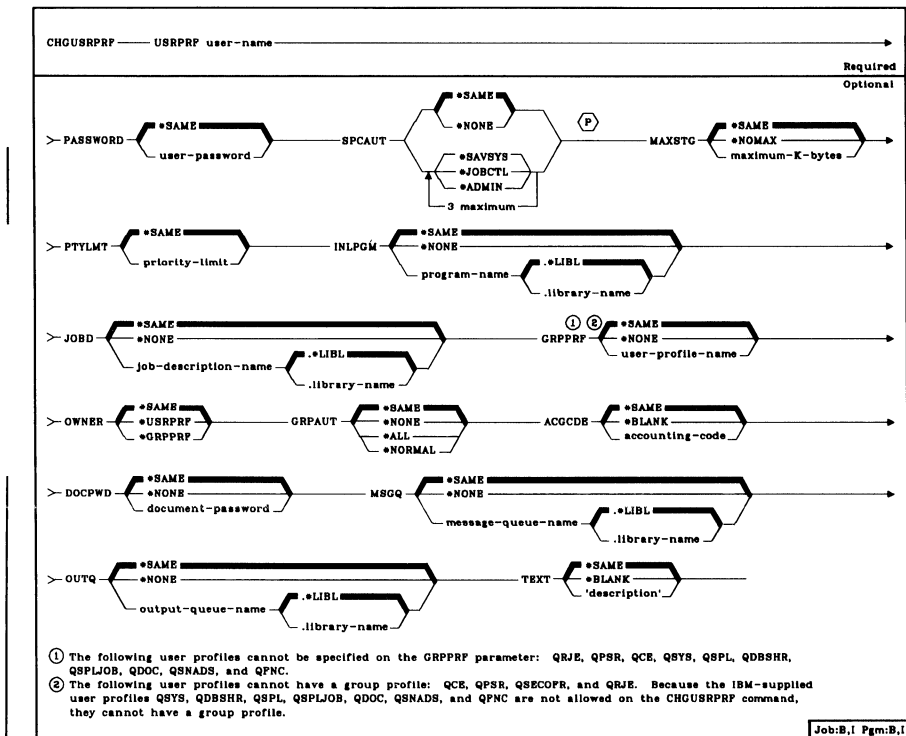 CHGUSRPRF USRPRF user-name
Required
Optional
*SAME
*SAME *NONE P *SAME
PASSWORD SPCAUT MAXSTG *NOMAX
user-password *SAVSYS maximum-K-bytes
*JOBCTL
*ADMIN
3 maximum
*SAME *SAME
PTYLMT INLPGM *NONE
priority-limit program-name .*LIBL
.library-name
*SAME 1 2 *SAME
JOBD *NONE GRPPRF *NONE
job-description-name .*LIBL user-profile-name
.library-name
*SAME *SAME *SAME
OWNER *USRPRF GRPAUT *NONE ACGCDE *BLANK
*GRPPRF *ALL accounting-code
*NORMAL
*SAME *SAME
DOCPWD *NONE MSGQ *NONE
document-password message-queue-name .*LIBL
.library-name
*SAME *SAME
OUTQ *NONE TEXT *BLANK
output-queue-name .*LIBL 'description'
.library-name
1 The following user profiles cannot be specified on the GRPPRF parameter: QRJE, QPSR, QCE, QSYS, QSPL, QDBSHR,
QSPLJOB, QDOC, QSNADS, and QPNC.
2 The following user profiles cannot have a group profile: QCE, QPSR, QSECOFR, and QRJE. Because the IBM-supplied
user profiles QSYS, QDBSHR, QSPL, QSPLJOB, QDOC, QSNADS, and QPNC are not allowed on the CHGUSRPRF command,
they cannot have a group profile.
Job:B,I Pgm:B,I